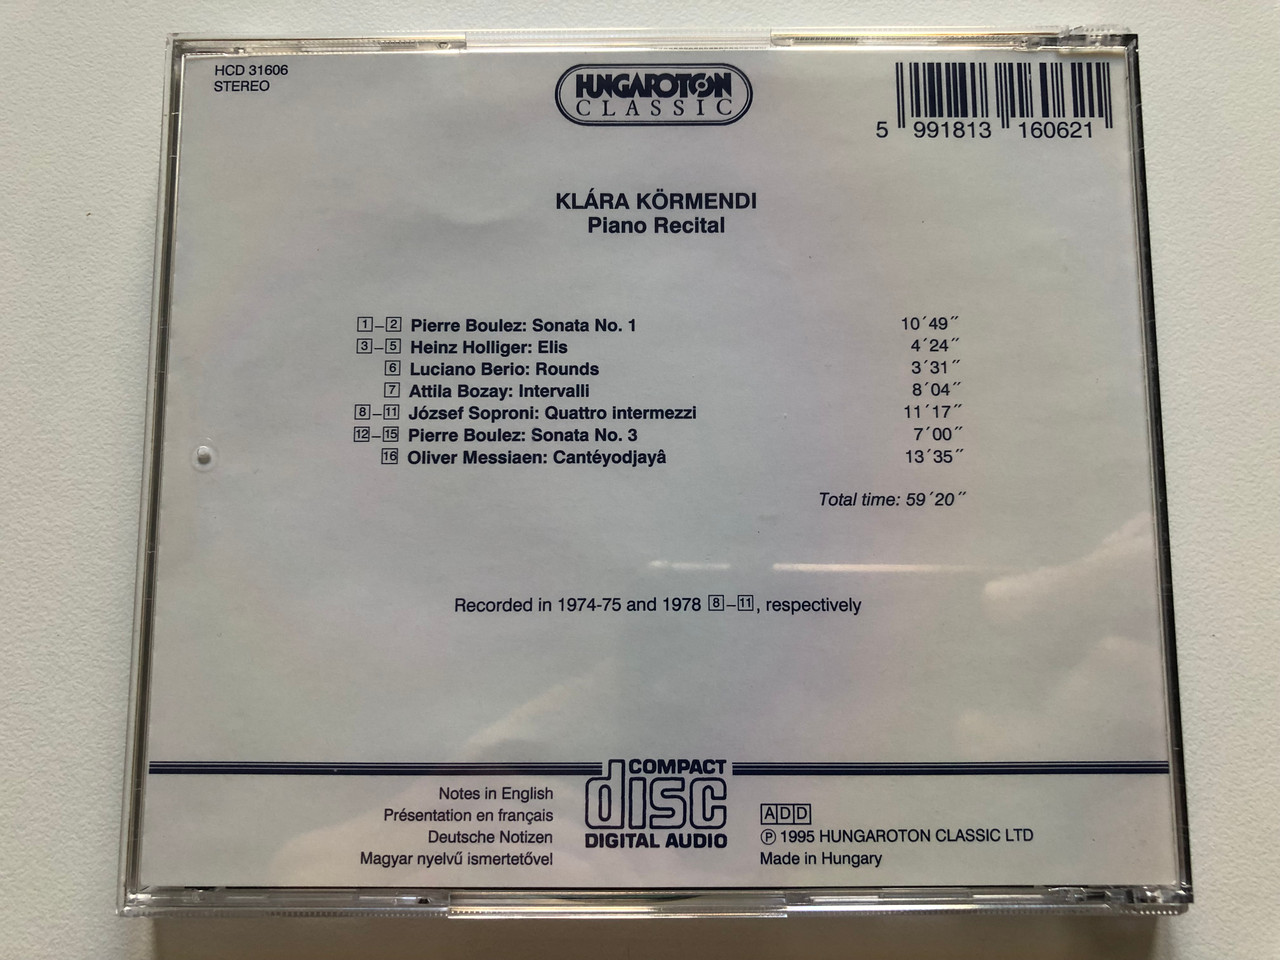 HCD 31606
STEREO
HUNGAROTON
CLASSIC
5 991813 160621
KLÁRA KÖRMENDI
Piano Recital
1–2 Pierre Boulez: Sonata No. 1 10´49˝
3–5 Heinz Holliger: Elis 4´24˝
6 Luciano Berio: Rounds 3´31˝
7 Attila Bozay: Intervalli 8´04˝
8–11 József Soproni: Quattro intermezzi 11´17˝
12–15 Pierre Boulez: Sonata No. 3 7´00˝
16 Oliver Messiaen: Cantéyodjayâ 13´35˝
Total time: 59´20˝
Recorded in 1974-75 and 1978 8–11, respectively
Notes in English
Présentation en français
Deutsche Notizen
Magyar nyelvű ismertetővel
COMPACT
disc
DIGITAL AUDIO
ADD
℗ 1995 HUNGAROTON CLASSIC LTD
Made in Hungary